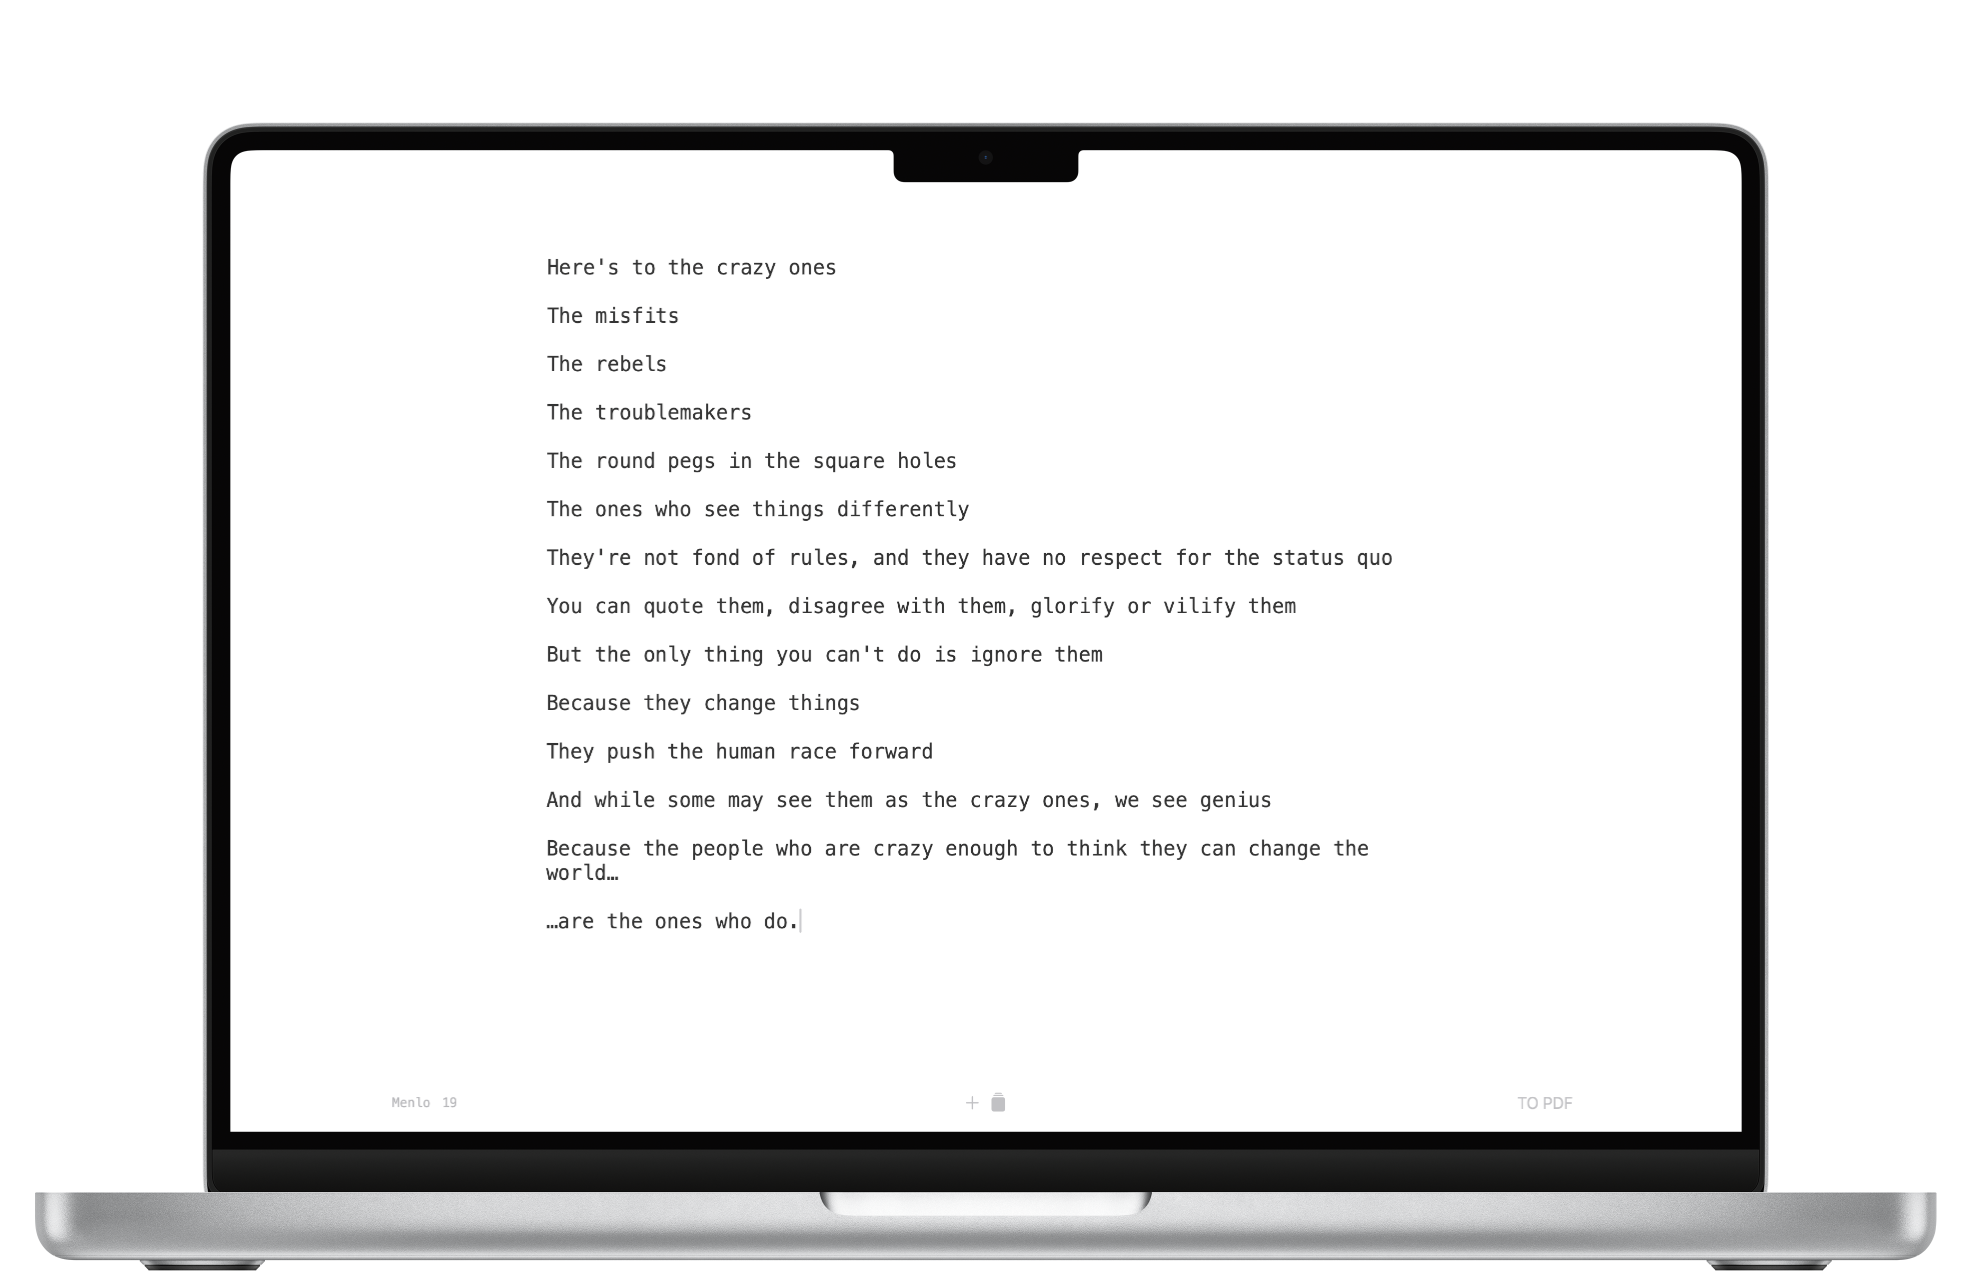 Here's to the crazy ones
The misfits
The rebels
The troublemakers
The round pegs in the square holes
The ones who see things differently
They're not fond of rules, and they have no respect for the status quo
You can quote them, disagree with them, glorify or vilify them
But the only thing you can't do is ignore them
Because they change things
They push the human race forward
And while some may see them as the crazy ones, we see genius
Because the people who are crazy enough to think they can change the
world…
…are the ones who do.
Menlo 19
TO PDF